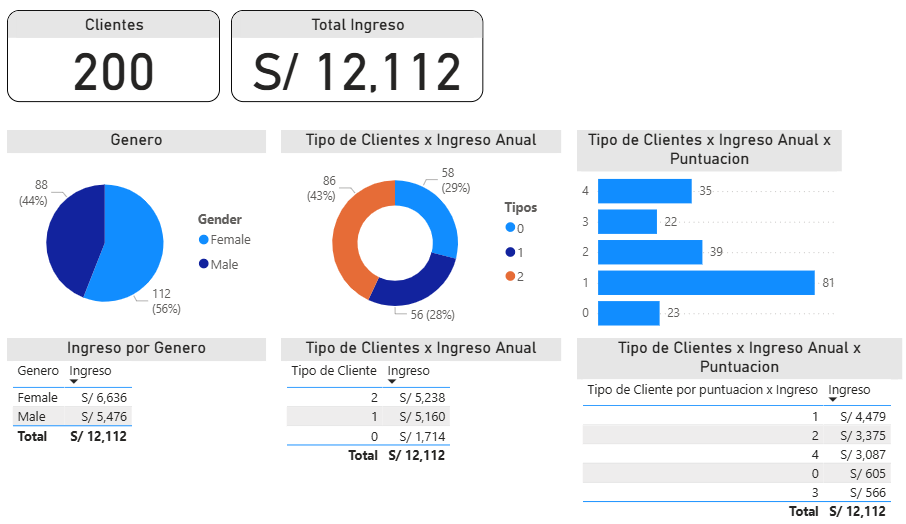 Clientes
200
Total Ingreso
S/ 12,112
Genero
88
(44%)
112
(56%)
Gender
Female
Male
Tipo de Clientes x Ingreso Anual
86
(43%)
58
(29%)
56 (28%)
Tipos
0
1
2
Tipo de Clientes x Ingreso Anual x
Puntuacion
4 35
3 22
2 39
1 81
0 23
Ingreso por Genero
Genero Ingreso
Female S/ 6,636
Male S/ 5,476
Total S/ 12,112
Tipo de Clientes x Ingreso Anual
Tipo de Cliente Ingreso
2 S/ 5,238
1 S/ 5,160
0 S/ 1,714
Total S/ 12,112
Tipo de Clientes x Ingreso Anual x
Puntuacion
Tipo de Cliente por puntuacion x Ingreso Ingreso
1 S/ 4,479
2 S/ 3,375
4 S/ 3,087
0 S/ 605
3 S/ 566
Total S/ 12,112